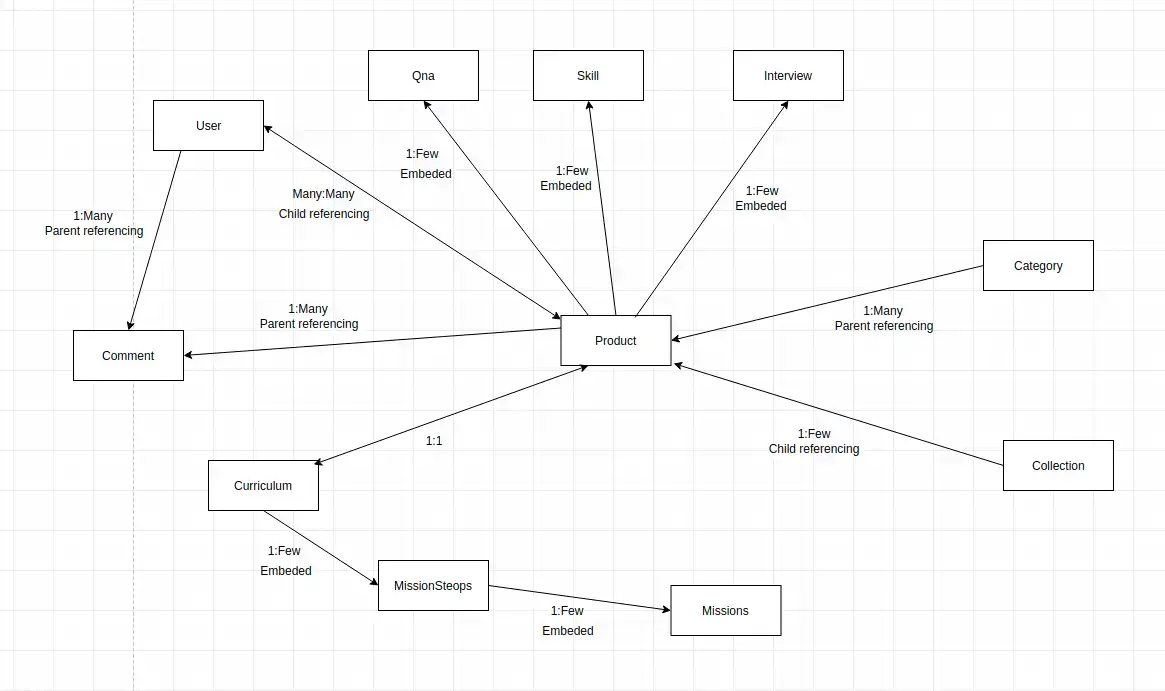 Qna
Skill
Interview
User
1:Few
Embeded
1:Few
Embeded
Many:Many
Child referencing
1:Few
Embeded
1:Many
Parent referencing
Category
1:Many
Parent referencing
1:Many
Parent referencing
Product
Comment
1:1
1:Few
Child referencing
Collection
Curriculum
1:Few
Embeded
MissionSteops
1:Few
Embeded
Missions